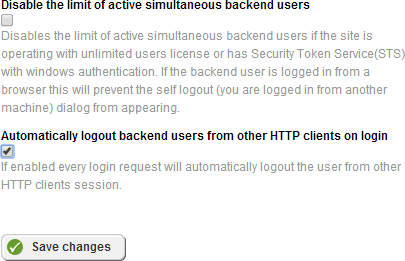 Disable the limit of active simultaneous backend users
Disables the limit of active simultaneous backend users if the site is
operating with unlimited users license or has Security Token Service(STS)
with windows authentication. If the backend user is logged in from a
browser this will prevent the self logout (you are logged in from another
machine) dialog from appearing.
Automatically logout backend users from other HTTP clients on login
If enabled every login request will automatically logout the user from other
HTTP clients session.
Save changes